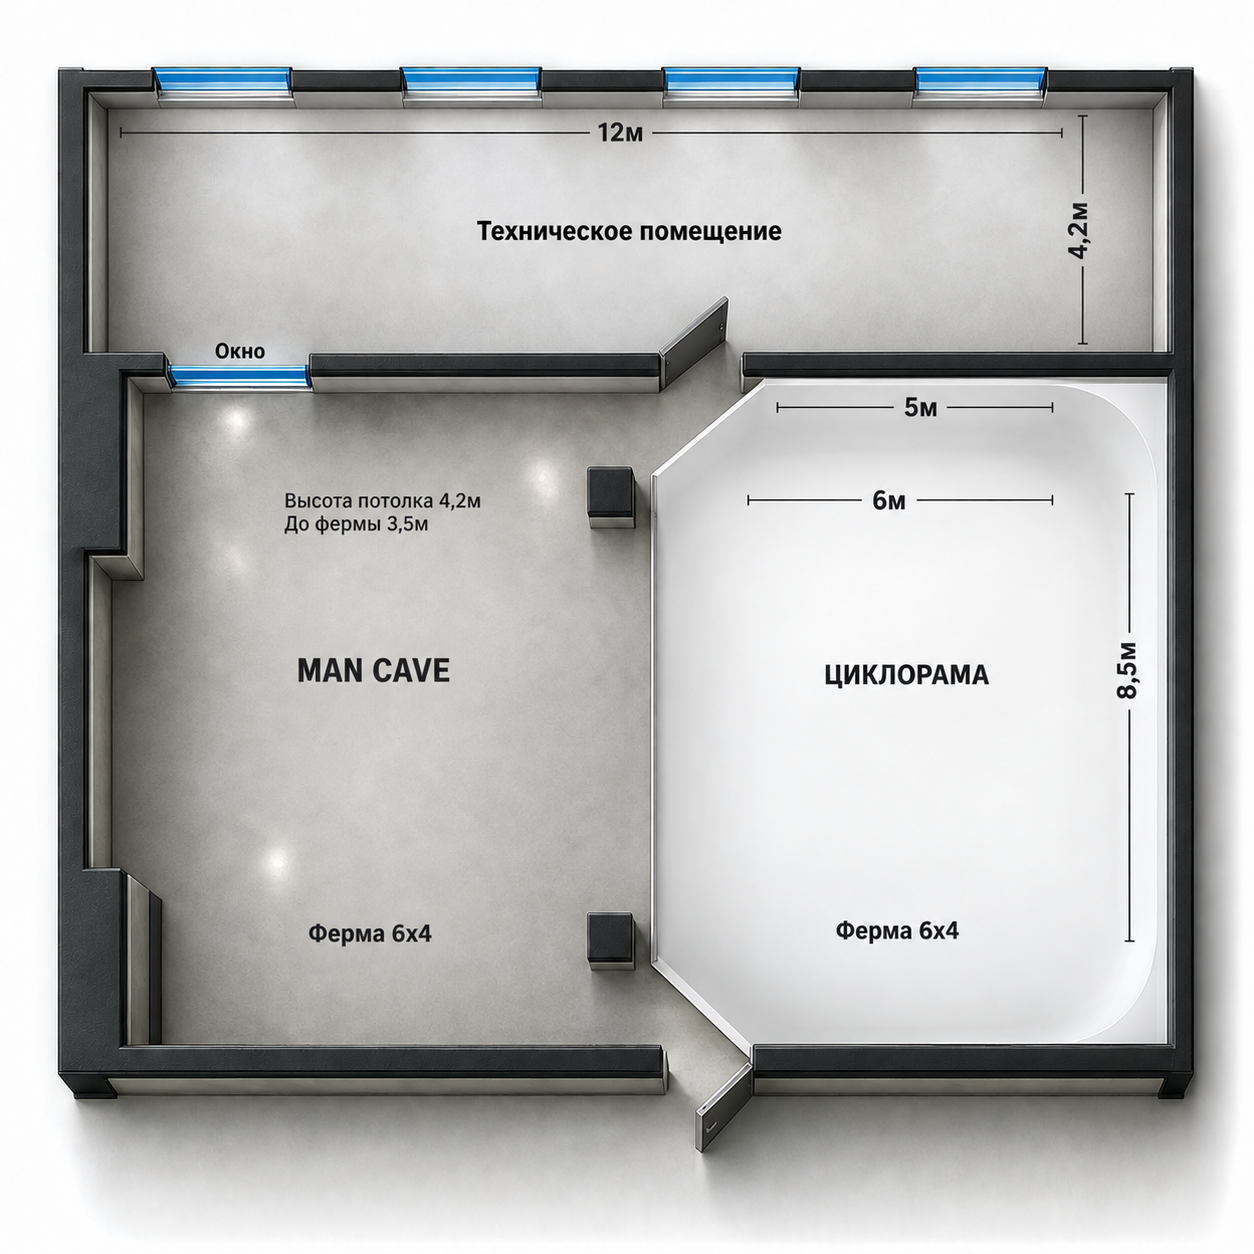 12м
Техническое помещение
4,2м
Окно
5м
6м
Высота потолка 4,2м
До фермы 3,5м
MAN CAVE
ЦИКЛОРАМА
8,5м
Ферма 6х4
Ферма 6х4